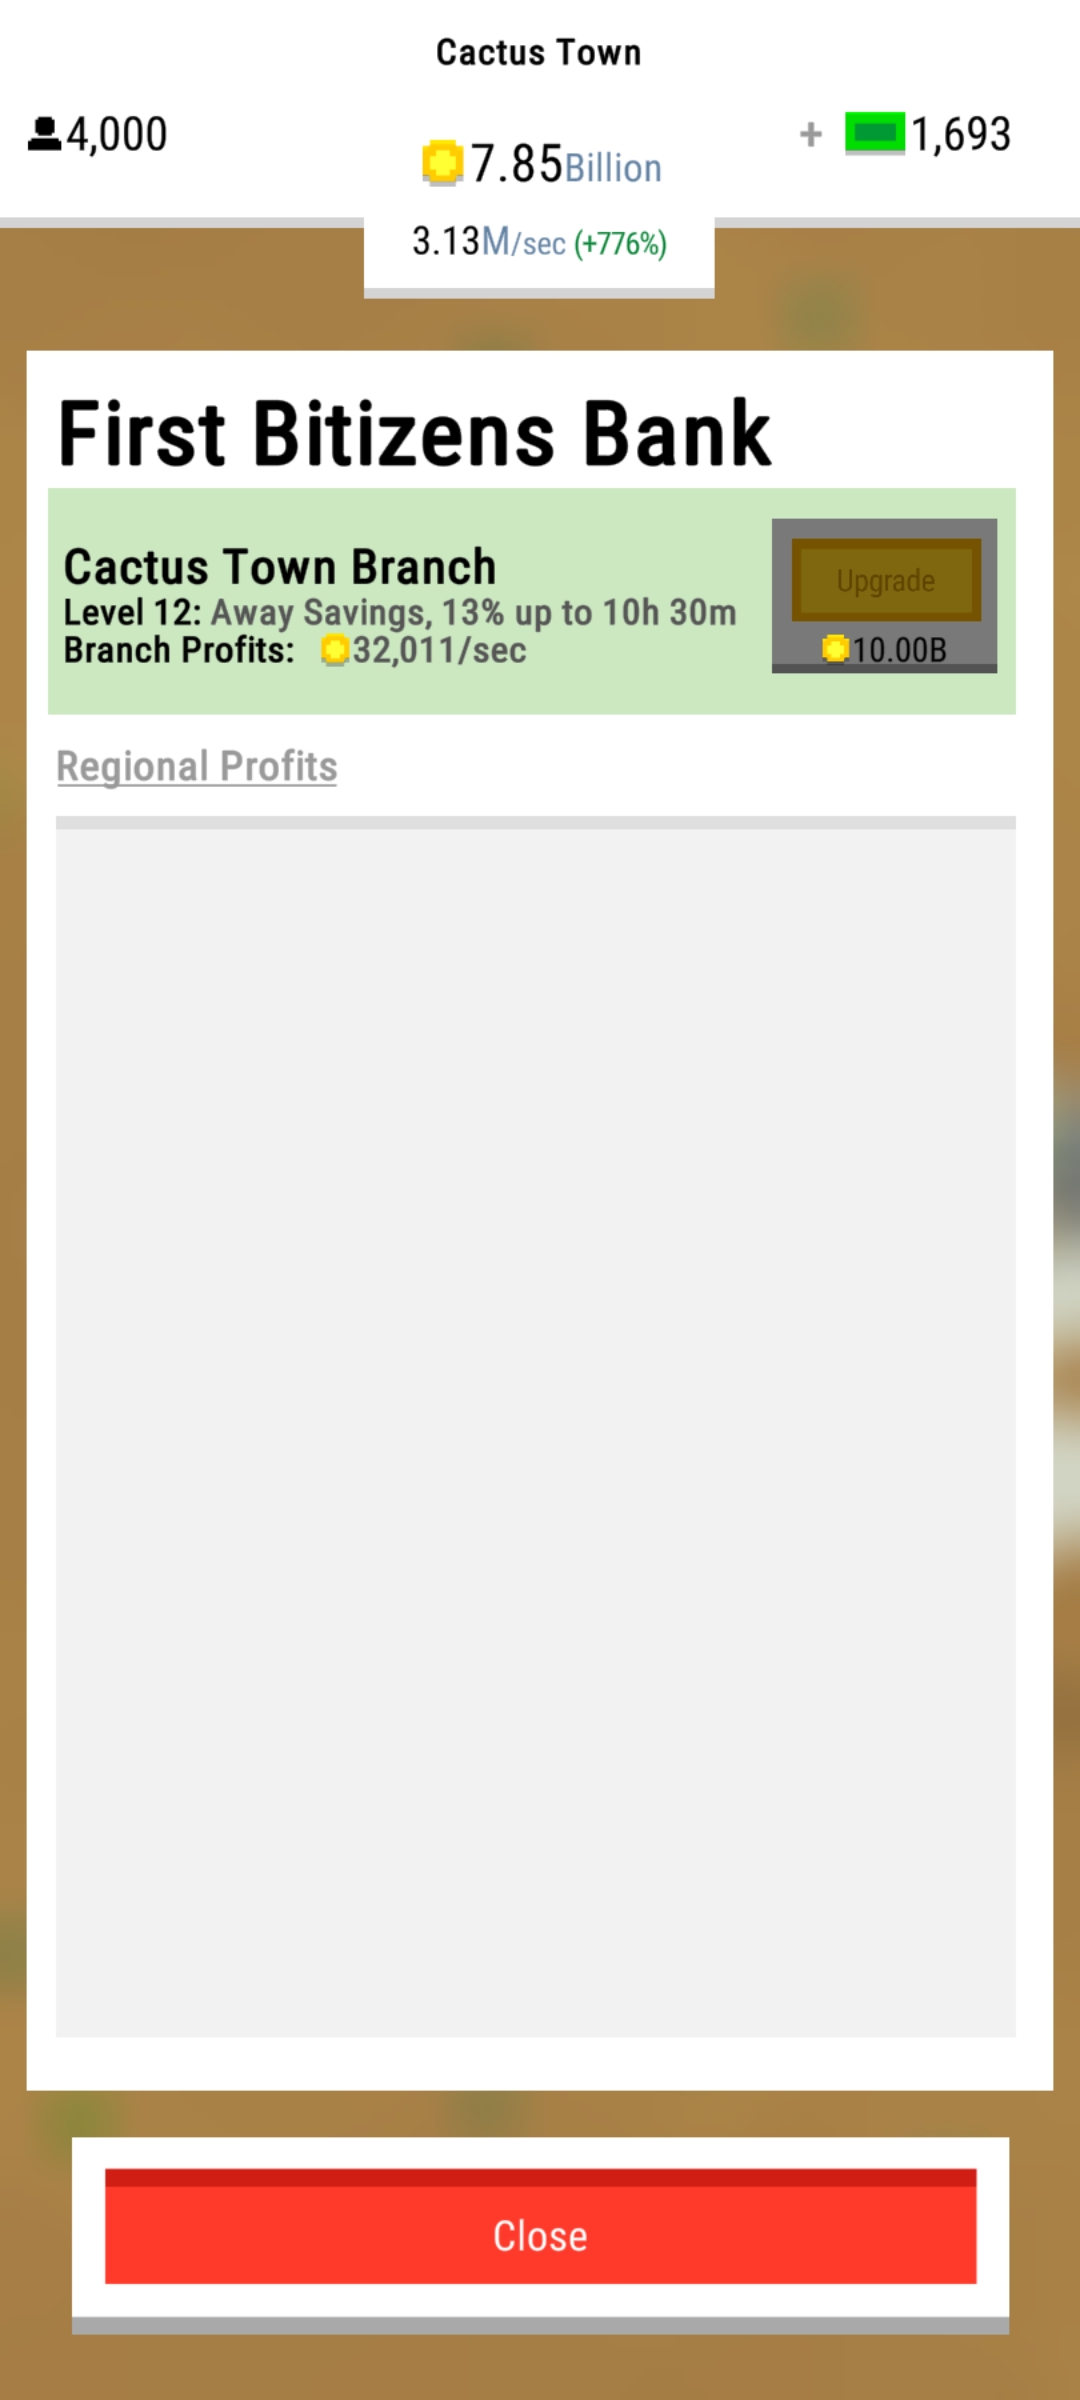 Cactus Town
4,000
7.85Billion
+ 1,693
3.13M/sec (+776%)
First Bitizens Bank
Cactus Town Branch
Level 12: Away Savings, 13% up to 10h 30m
Branch Profits: 32,011/sec
Upgrade
10.00B
Regional Profits
Close